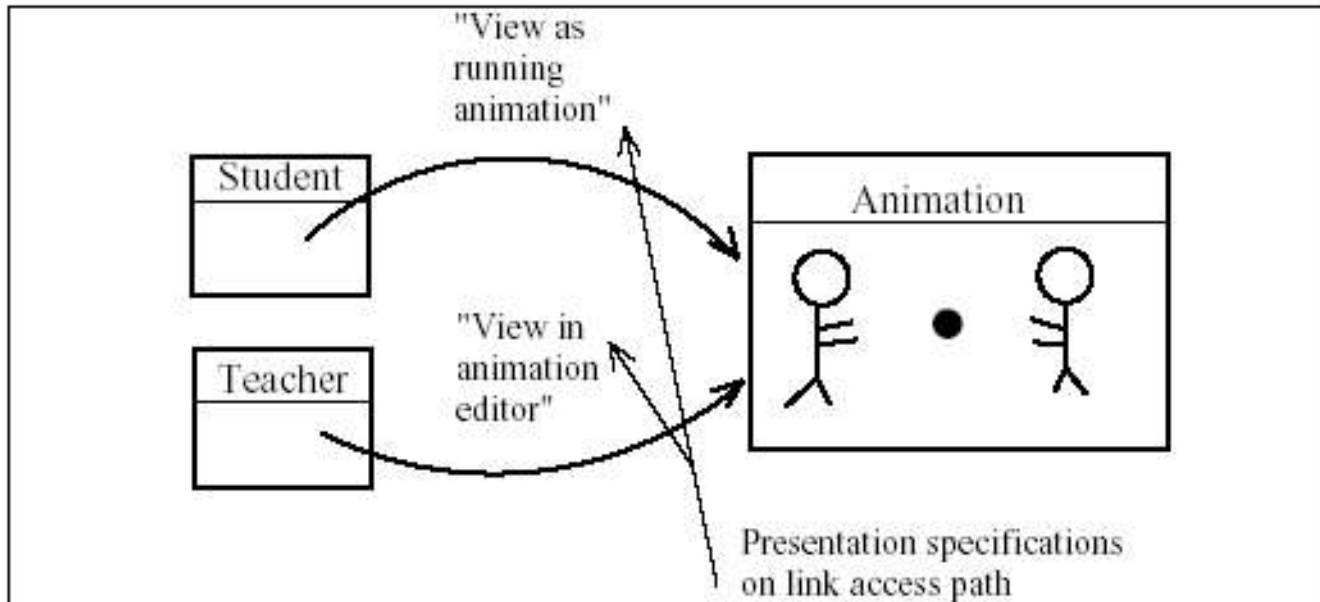 "View as
running
animation"
Student
Animation
"View in
animation
editor"
Teacher
Presentation specifications
on link access path